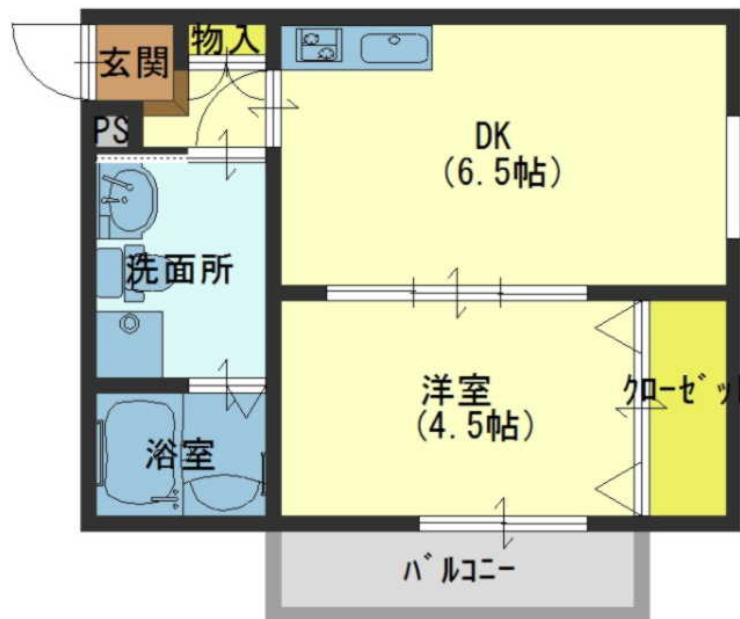 玄関
物入
PS
DK
(6.5帖)
洗面所
洋室
(4.5帖)
クローゼット
浴室
バルコニー